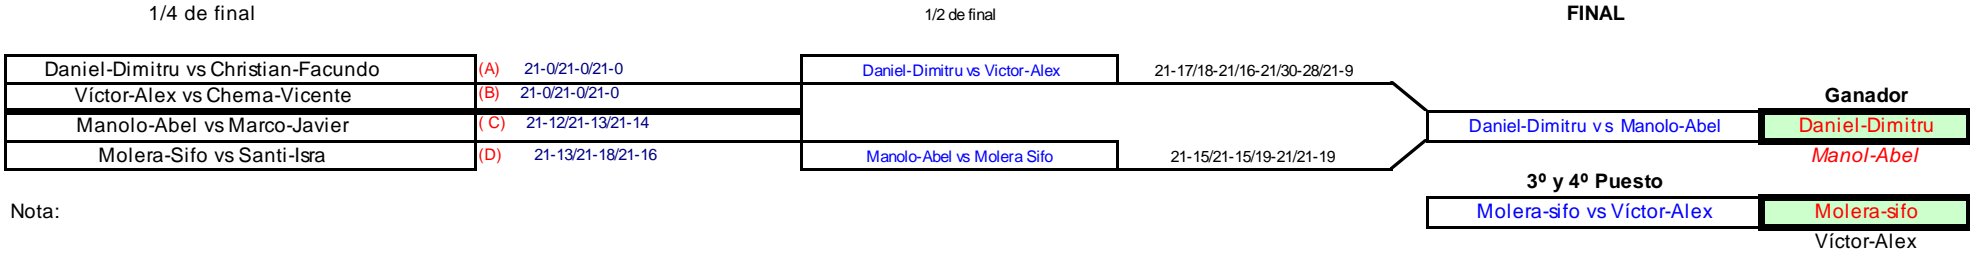 1/4 de final 1/2 de final FINAL
Daniel-Dimitru vs Christian-Facundo (A) 21-0/21-0/21-0 Daniel-Dimitru vs Victor-Alex 21-17/18-21/16-21/30-28/21-9
Víctor-Alex vs Chema-Vicente (B) 21-0/21-0/21-0 Ganador
Manolo-Abel vs Marco-Javier ( C) 21-12/21-13/21-14 Daniel-Dimitru vs Manolo-Abel Daniel-Dimitru
Molera-Sifo vs Santi-Isra (D) 21-13/21-18/21-16 Manolo-Abel vs Molera Sifo 21-15/21-15/19-21/21-19 Manol-Abel
3º y 4º Puesto
Nota: Molera-sifo vs Víctor-Alex Molera-sifo
Víctor-Alex